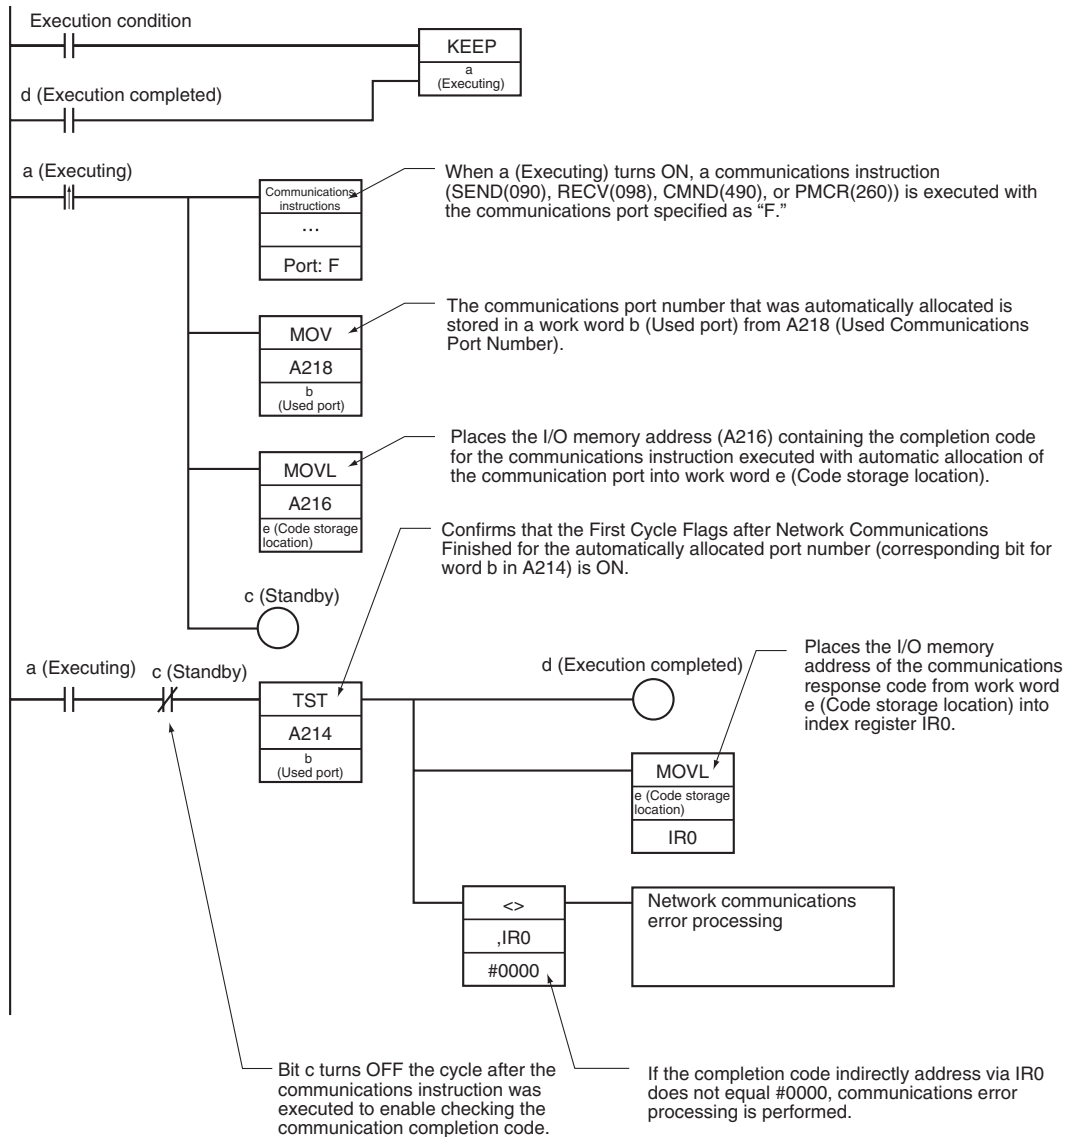 Execution condition
KEEP
a
(Executing)
d (Execution completed)
a (Executing)
Communications
instructions
...
Port: F
When a (Executing) turns ON, a communications instruction
(SEND(090), RECV(098), CMND(490), or PMCR(260)) is executed with
the communications port specified as “F.”
MOV
A218
b
(Used port)
The communications port number that was automatically allocated is
stored in a work word b (Used port) from A218 (Used Communications
Port Number).
MOVL
A216
e (Code storage
location)
Places the I/O memory address (A216) containing the completion code
for the communications instruction executed with automatic allocation of
the communication port into work word e (Code storage location).
Confirms that the First Cycle Flags after Network Communications
Finished for the automatically allocated port number (corresponding bit for
word b in A214) is ON.
c (Standby)
a (Executing)
c (Standby)
TST
A214
b
(Used port)
d (Execution completed)
Places the I/O memory
address of the communications
response code from work word
e (Code storage location) into
index register IR0.
MOVL
e (Code storage
location)
IR0
<>
,IR0
#0000
Network communications
error processing
Bit c turns OFF the cycle after the
communications instruction was
executed to enable checking the
communication completion code.
If the completion code indirectly address via IR0
does not equal #0000, communications error
processing is performed.